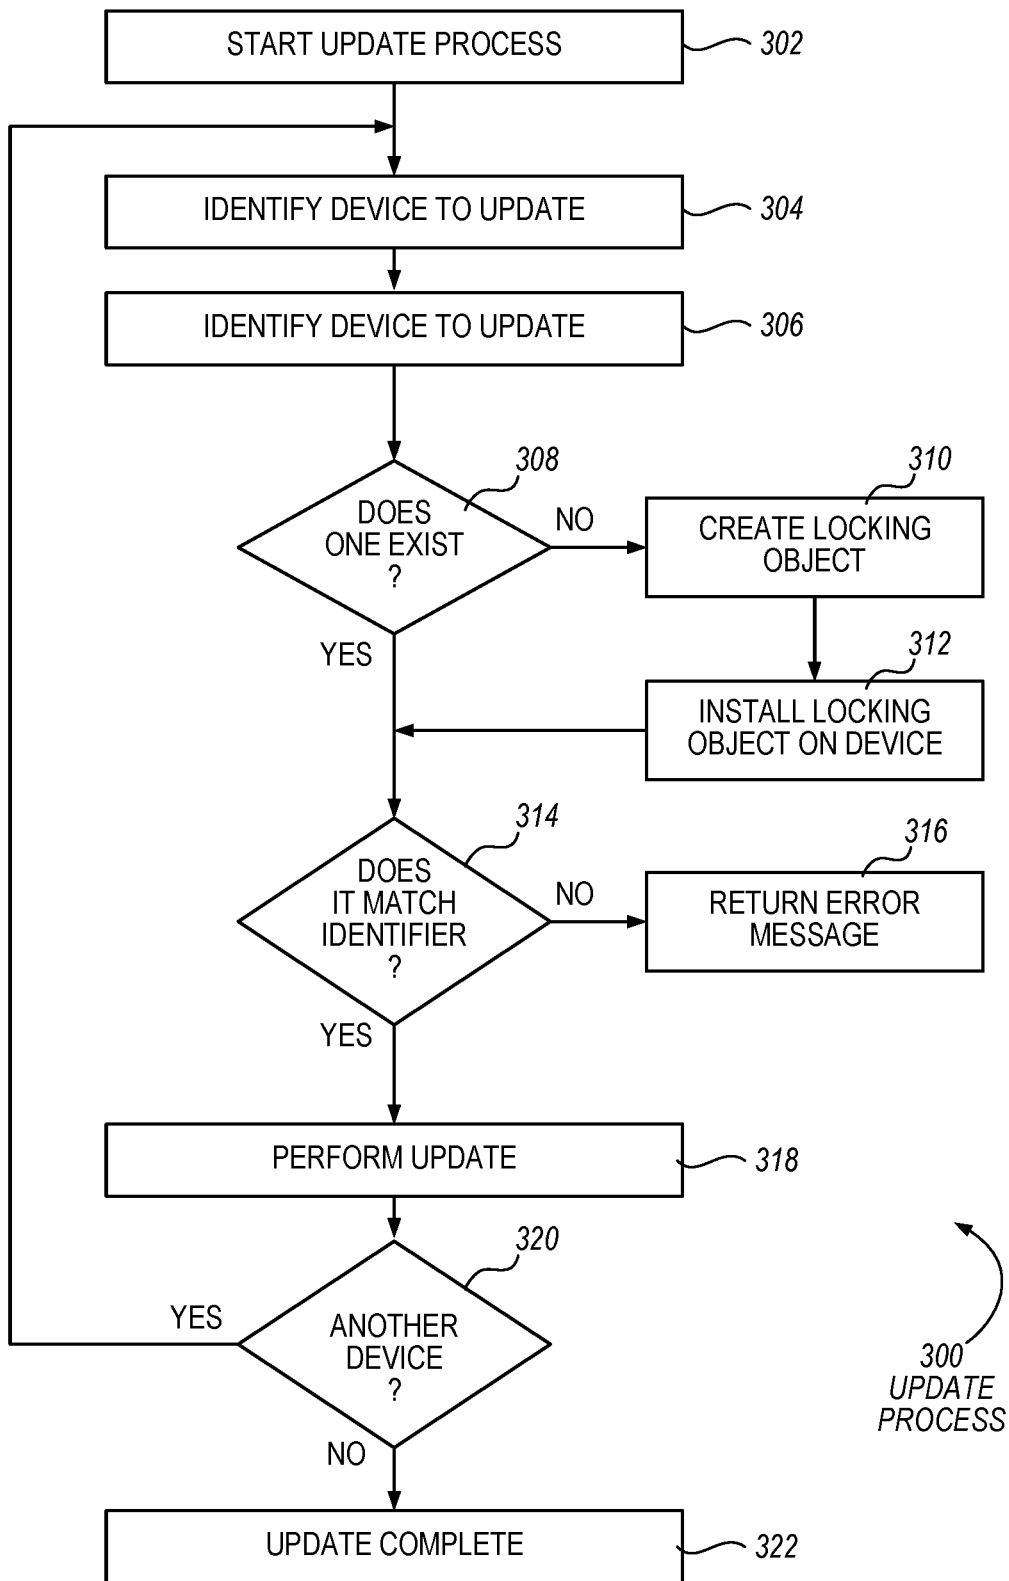 START UPDATE PROCESS
302
IDENTIFY DEVICE TO UPDATE
304
IDENTIFY DEVICE TO UPDATE
306
308
DOES
ONE EXIST
?
NO
YES
310
CREATE LOCKING
OBJECT
312
INSTALL LOCKING
OBJECT ON DEVICE
314
DOES
IT MATCH
IDENTIFIER
?
NO
YES
316
RETURN ERROR
MESSAGE
PERFORM UPDATE
318
320
ANOTHER
DEVICE
?
YES
NO
300
UPDATE
PROCESS
UPDATE COMPLETE
322